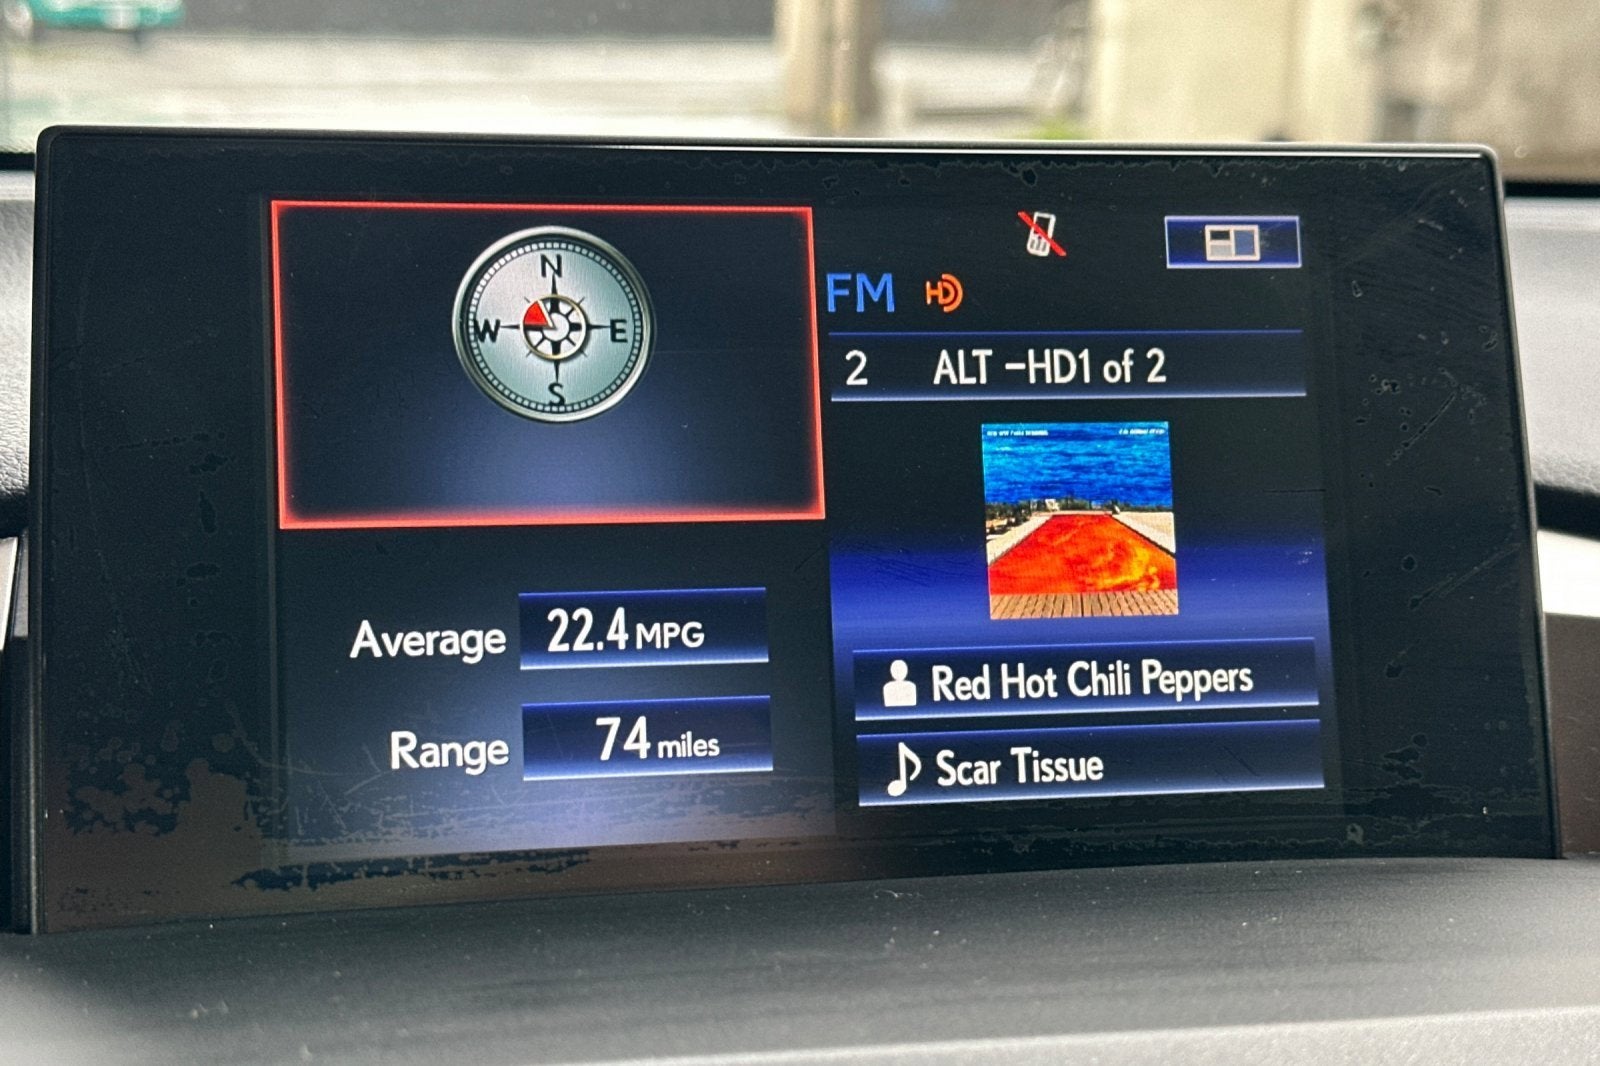 N
W
E
S
FM HD
2 ALT -HD1 of 2
Average 22.4 MPG
Range 74 miles
Red Hot Chili Peppers
Scar Tissue